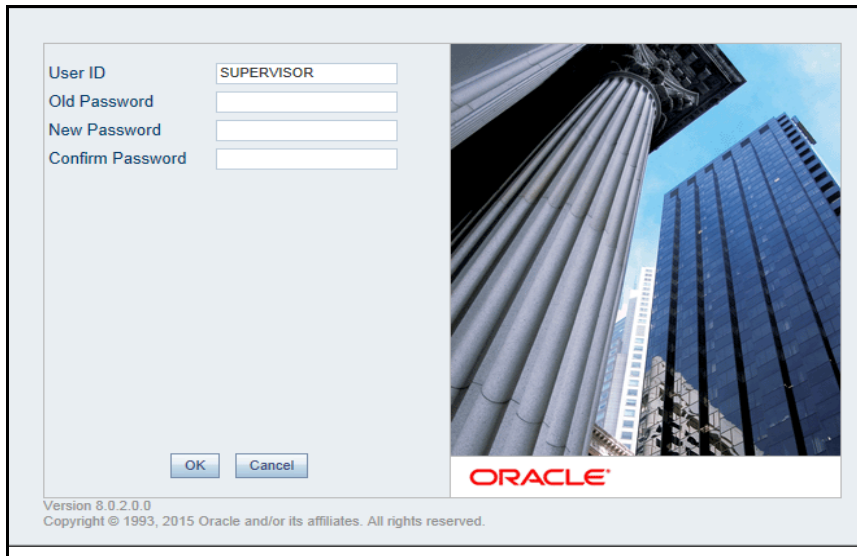 User ID SUPERVISOR
Old Password
New Password
Confirm Password
OK Cancel
ORACLE®
Version 8.0.2.0.0
Copyright © 1993, 2015 Oracle and/or its affiliates. All rights reserved.